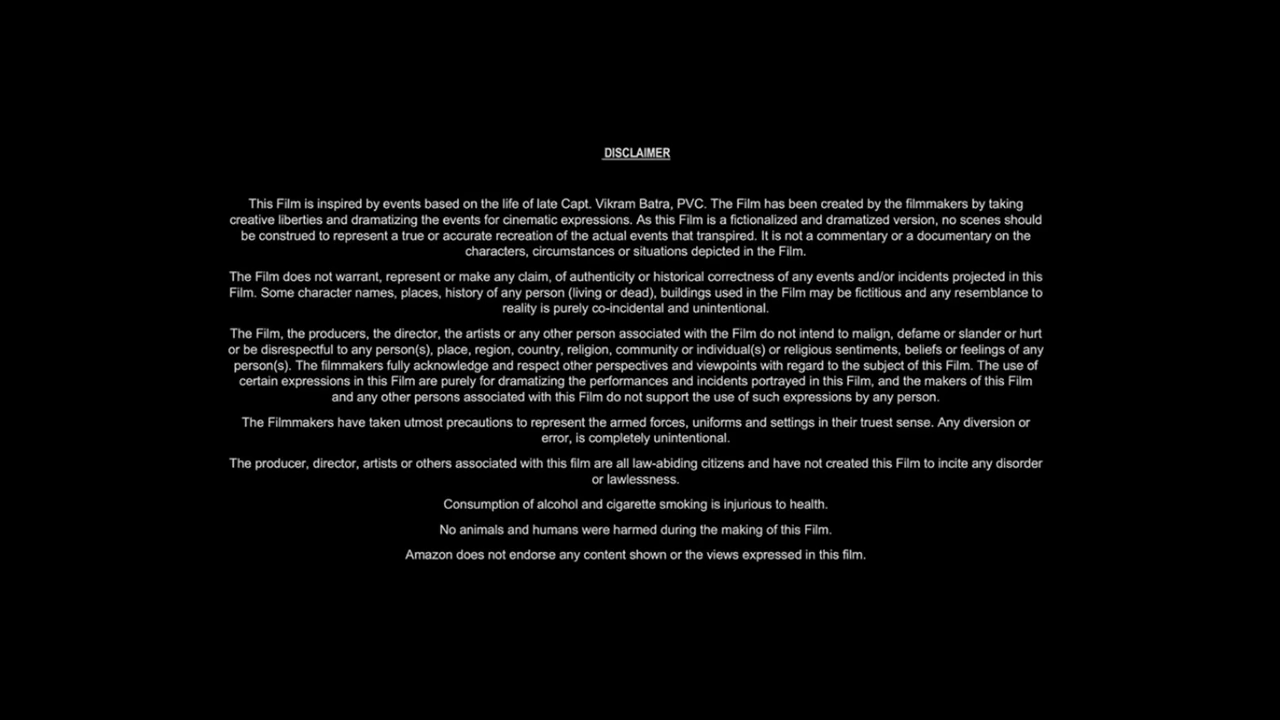 DISCLAIMER
This Film is inspired by events based on the life of late Capt. Vikram Batra, PVC. The Film has been created by the filmmakers by taking
creative liberties and dramatizing the events for cinematic expressions. As this Film is a fictionalized and dramatized version, no scenes should
be construed to represent a true or accurate recreation of the actual events that transpired. It is not a commentary or a documentary on the
characters, circumstances or situations depicted in the Film.
The Film does not warrant, represent or make any claim, of authenticity or historical correctness of any events and/or incidents projected in this
Film. Some character names, places, history of any person (living or dead), buildings used in the Film may be fictitious and any resemblance to
reality is purely co-incidental and unintentional.
The Film, the producers, the director, the artists or any other person associated with the Film do not intend to malign, defame or slander or hurt
or be disrespectful to any person(s), place, region, country, religion, community or individual(s) or religious sentiments, beliefs or feelings of any
person(s). The filmmakers fully acknowledge and respect other perspectives and viewpoints with regard to the subject of this Film. The use of
certain expressions in this Film are purely for dramatizing the performances and incidents portrayed in this Film, and the makers of this Film
and any other persons associated with this Film do not support the use of such expressions by any person.
The Filmmakers have taken utmost precautions to represent the armed forces, uniforms and settings in their truest sense. Any diversion or
error, is completely unintentional.
The producer, director, artists or others associated with this film are all law-abiding citizens and have not created this Film to incite any disorder
or lawlessness.
Consumption of alcohol and cigarette smoking is injurious to health.
No animals and humans were harmed during the making of this Film.
Amazon does not endorse any content shown or the views expressed in this film.